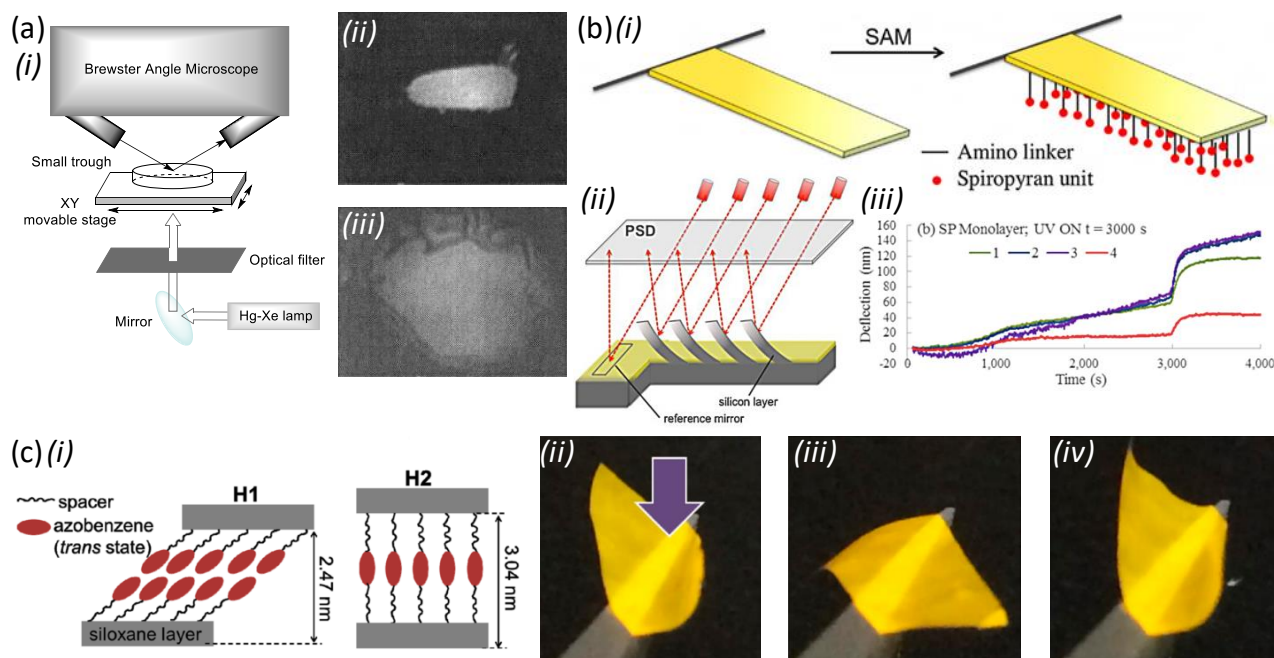 (a)
(i)
Brewster Angle Microscope
Small trough
XY
movable stage
Optical filter
Mirror
Hg-Xe lamp
(ii)
(iii)
(b)(i)
SAM
Amino linker
Spiropyran unit
(ii)
PSD
silicon layer
reference mirror
(iii)
(b) SP Monolayer; UV ON t = 3000 s
1 2 3 4
Deflection (nm)
160
140
120
100
80
60
40
20
0
-20
0 1,000 2,000 3,000 4,000
Time (s)
(c)(i)
spacer
azobenzene
(trans state)
H1
siloxane layer
2.47 nm
H2
3.04 nm
(ii)
(iii)
(iv)